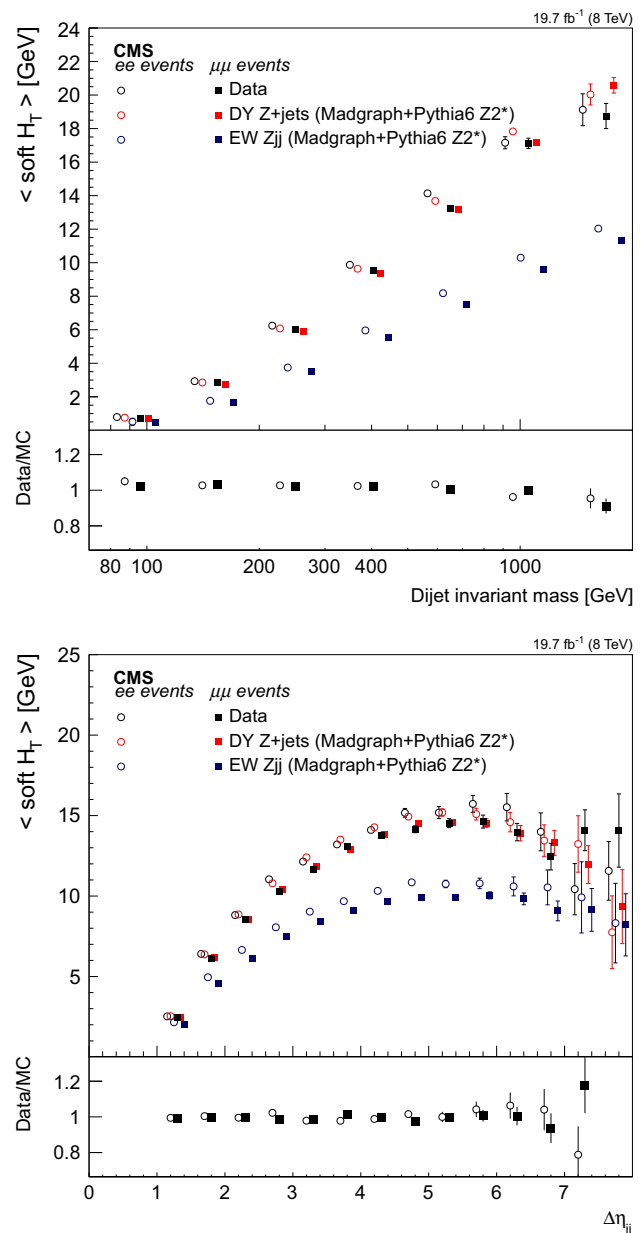 19.7 fb⁻¹ (8 TeV)
24
22
20
18
16
14
12
10
8
6
4
2
< soft H_T > [GeV]
CMS
ee events μμ events
Data
DY Z+jets (Madgraph+Pythia6 Z2*)
EW Zjj (Madgraph+Pythia6 Z2*)
Data/MC
1.2
1
0.8
80 100 200 300 400 1000
Dijet invariant mass [GeV]
19.7 fb⁻¹ (8 TeV)
25
20
15
10
5
< soft H_T > [GeV]
CMS
ee events μμ events
Data
DY Z+jets (Madgraph+Pythia6 Z2*)
EW Zjj (Madgraph+Pythia6 Z2*)
Data/MC
1.2
1
0.8
0 1 2 3 4 5 6 7
Δη_jj